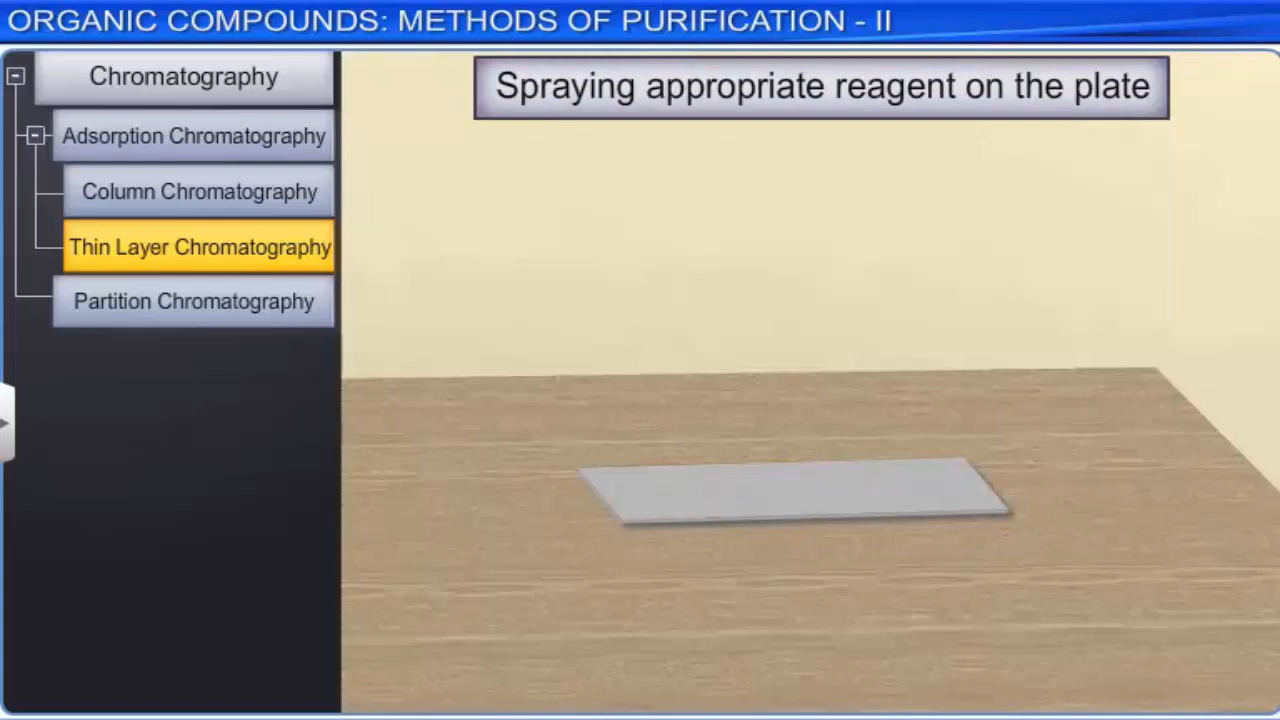 ORGANIC COMPOUNDS: METHODS OF PURIFICATION - II
Chromatography
Adsorption Chromatography
Column Chromatography
Thin Layer Chromatography
Partition Chromatography
Spraying appropriate reagent on the plate